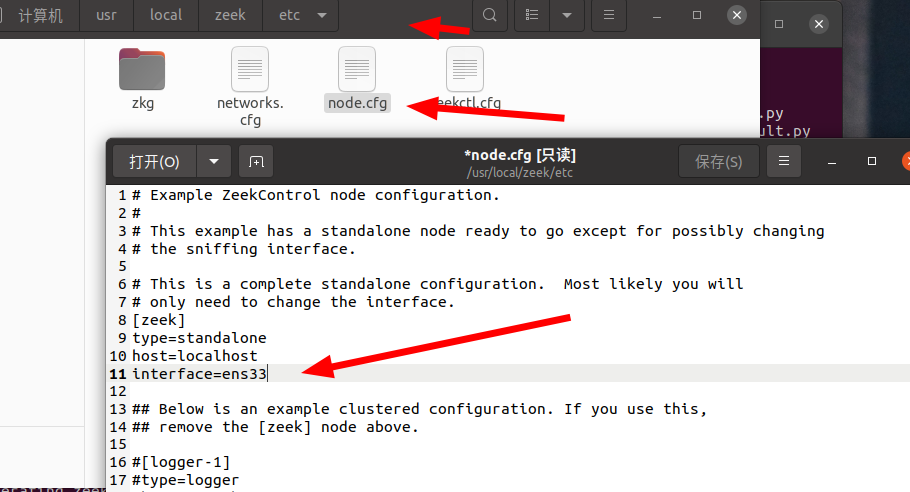 计算机 usr local zeek etc
zkg
networks.
cfg
node.cfg
eekctl.cfg
.py
ult.py
打开(O)
*node.cfg [只读]
/usr/local/zeek/etc
保存(S)
1 # Example ZeekControl node configuration.
2 #
3 # This example has a standalone node ready to go except for possibly changing
4 # the sniffing interface.
5
6 # This is a complete standalone configuration.  Most likely you will
7 # only need to change the interface.
8 [zeek]
9 type=standalone
10 host=localhost
11 interface=ens33
12
13 ## Below is an example clustered configuration. If you use this,
14 ## remove the [zeek] node above.
15
16 #[logger-1]
17 #type=logger